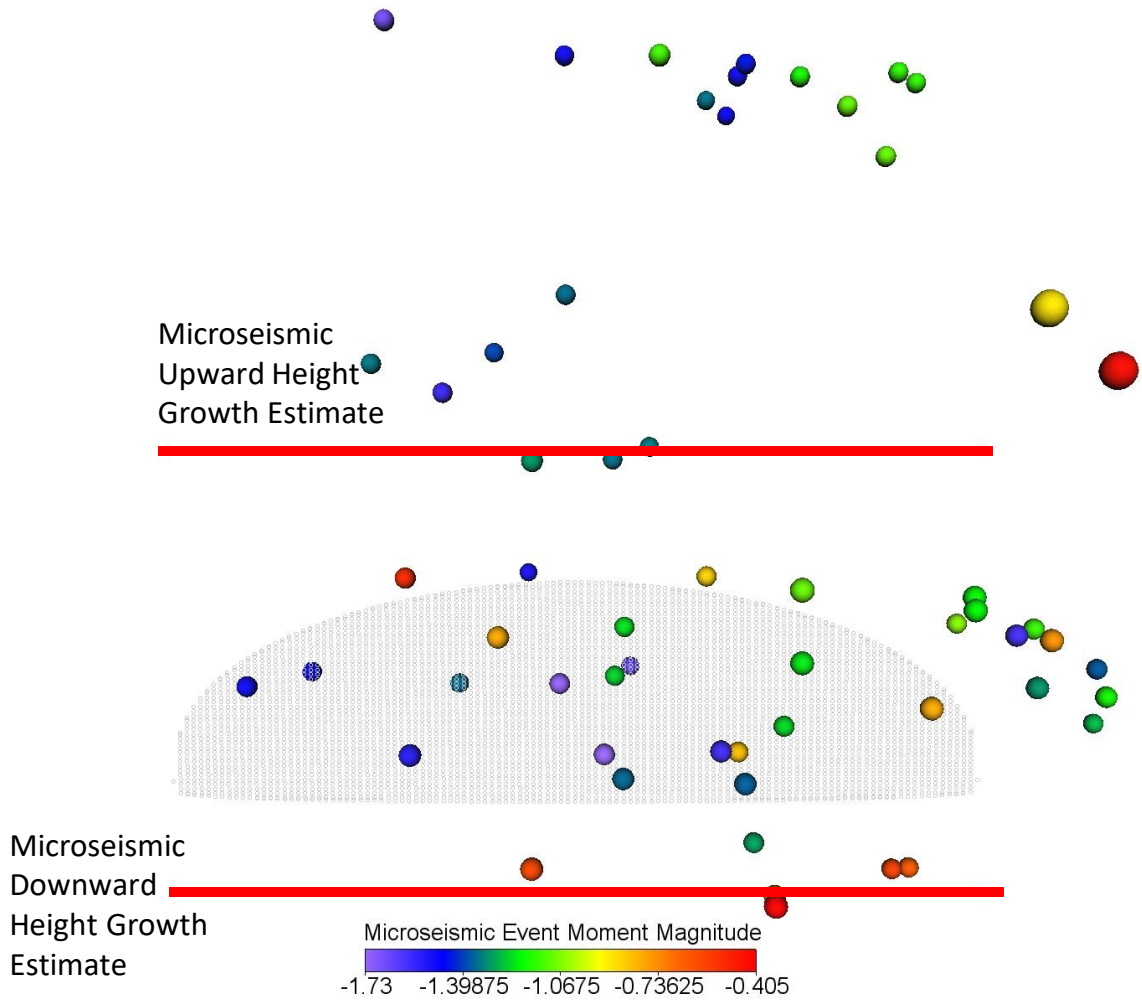 Microseismic
Upward Height
Growth Estimate
Microseismic
Downward
Height Growth
Estimate
Microseismic Event Moment Magnitude
-1.73 -1.39875 -1.0675 -0.73625 -0.405